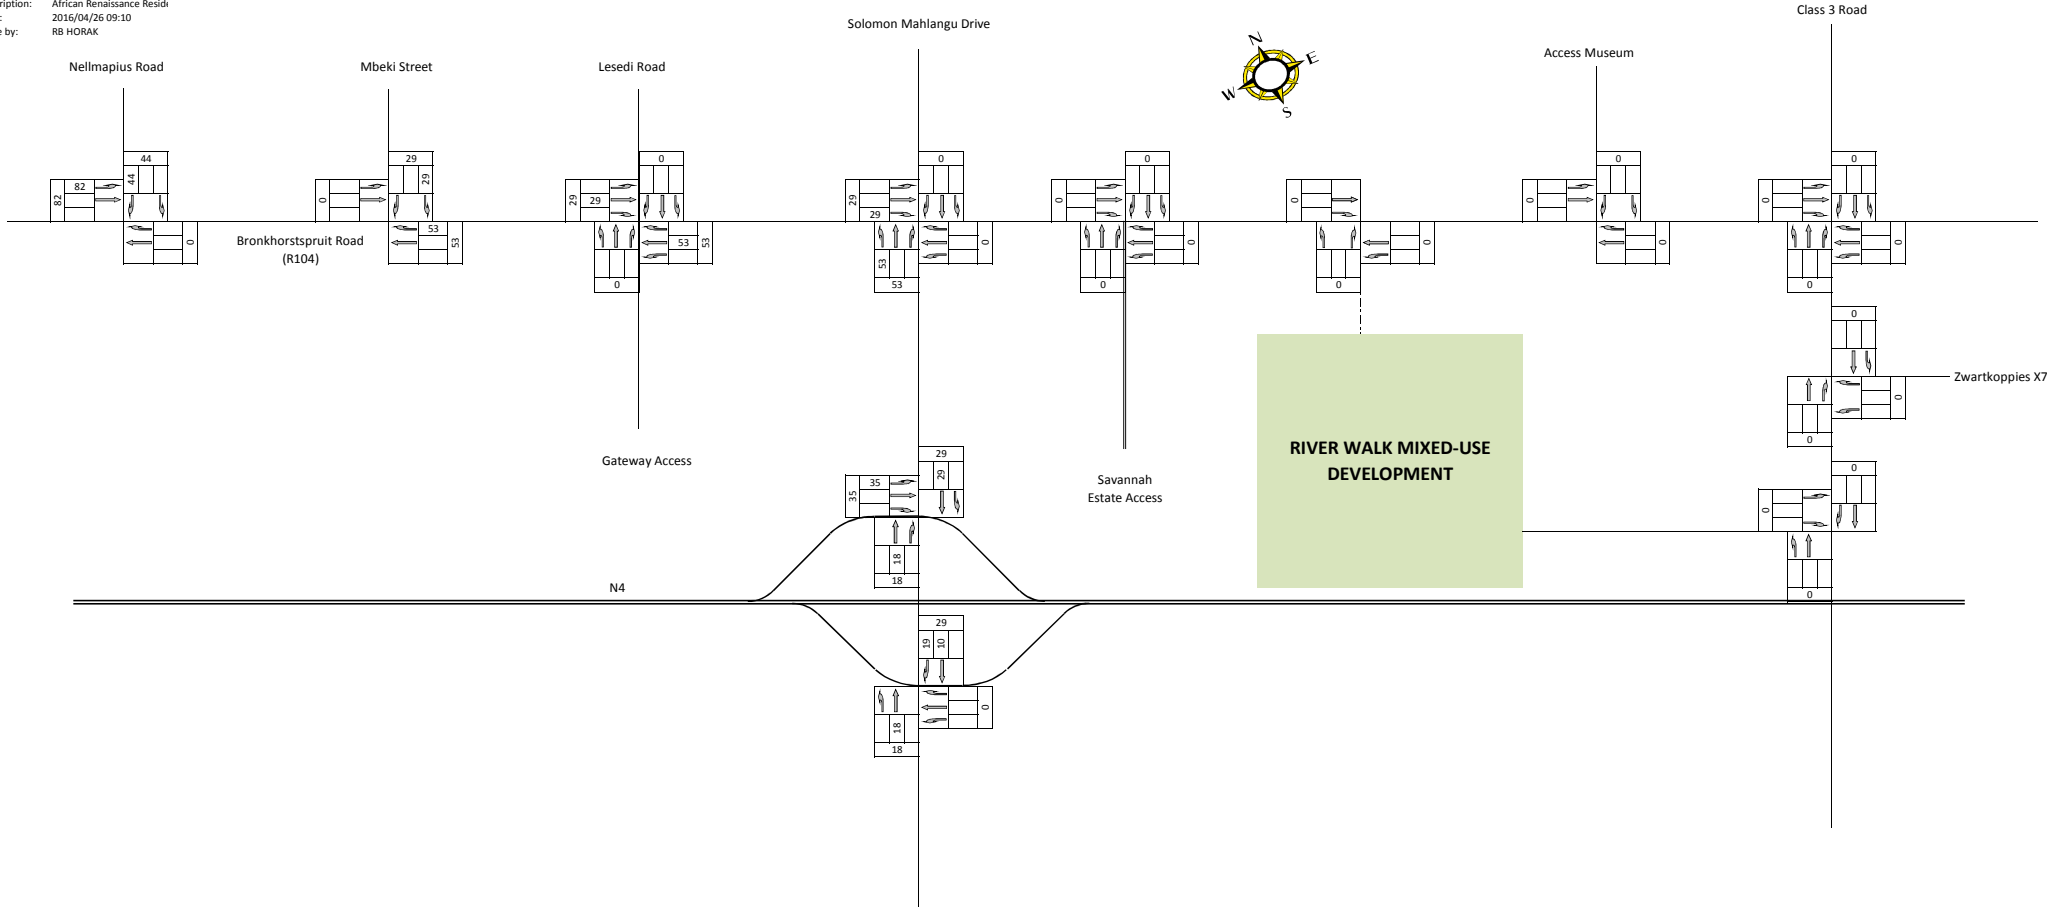 African Renaissance
2016/04/26 09:10
by:
RB HORAK
Solomon Mahlangu Drive
Class 3 Road
Nellmapius Road
Mbeki Street
Lesedi Road
Access Museum
N
E
W
S
44
29
0
0
0
0
0
82
82
44
0
29
29
29
29
29
0
0
0
0
Bronkhorstspruit Road
(R104)
0
53
53
53
53
0
0
0
0
0
53
0
53
0
0
0
0
Zwartkoppies X7
0
0
Gateway Access
RIVER WALK MIXED-USE
DEVELOPMENT
Savannah
Estate Access
29
29
35
35
18
18
0
0
0
N4
29
19
10
0
18
18